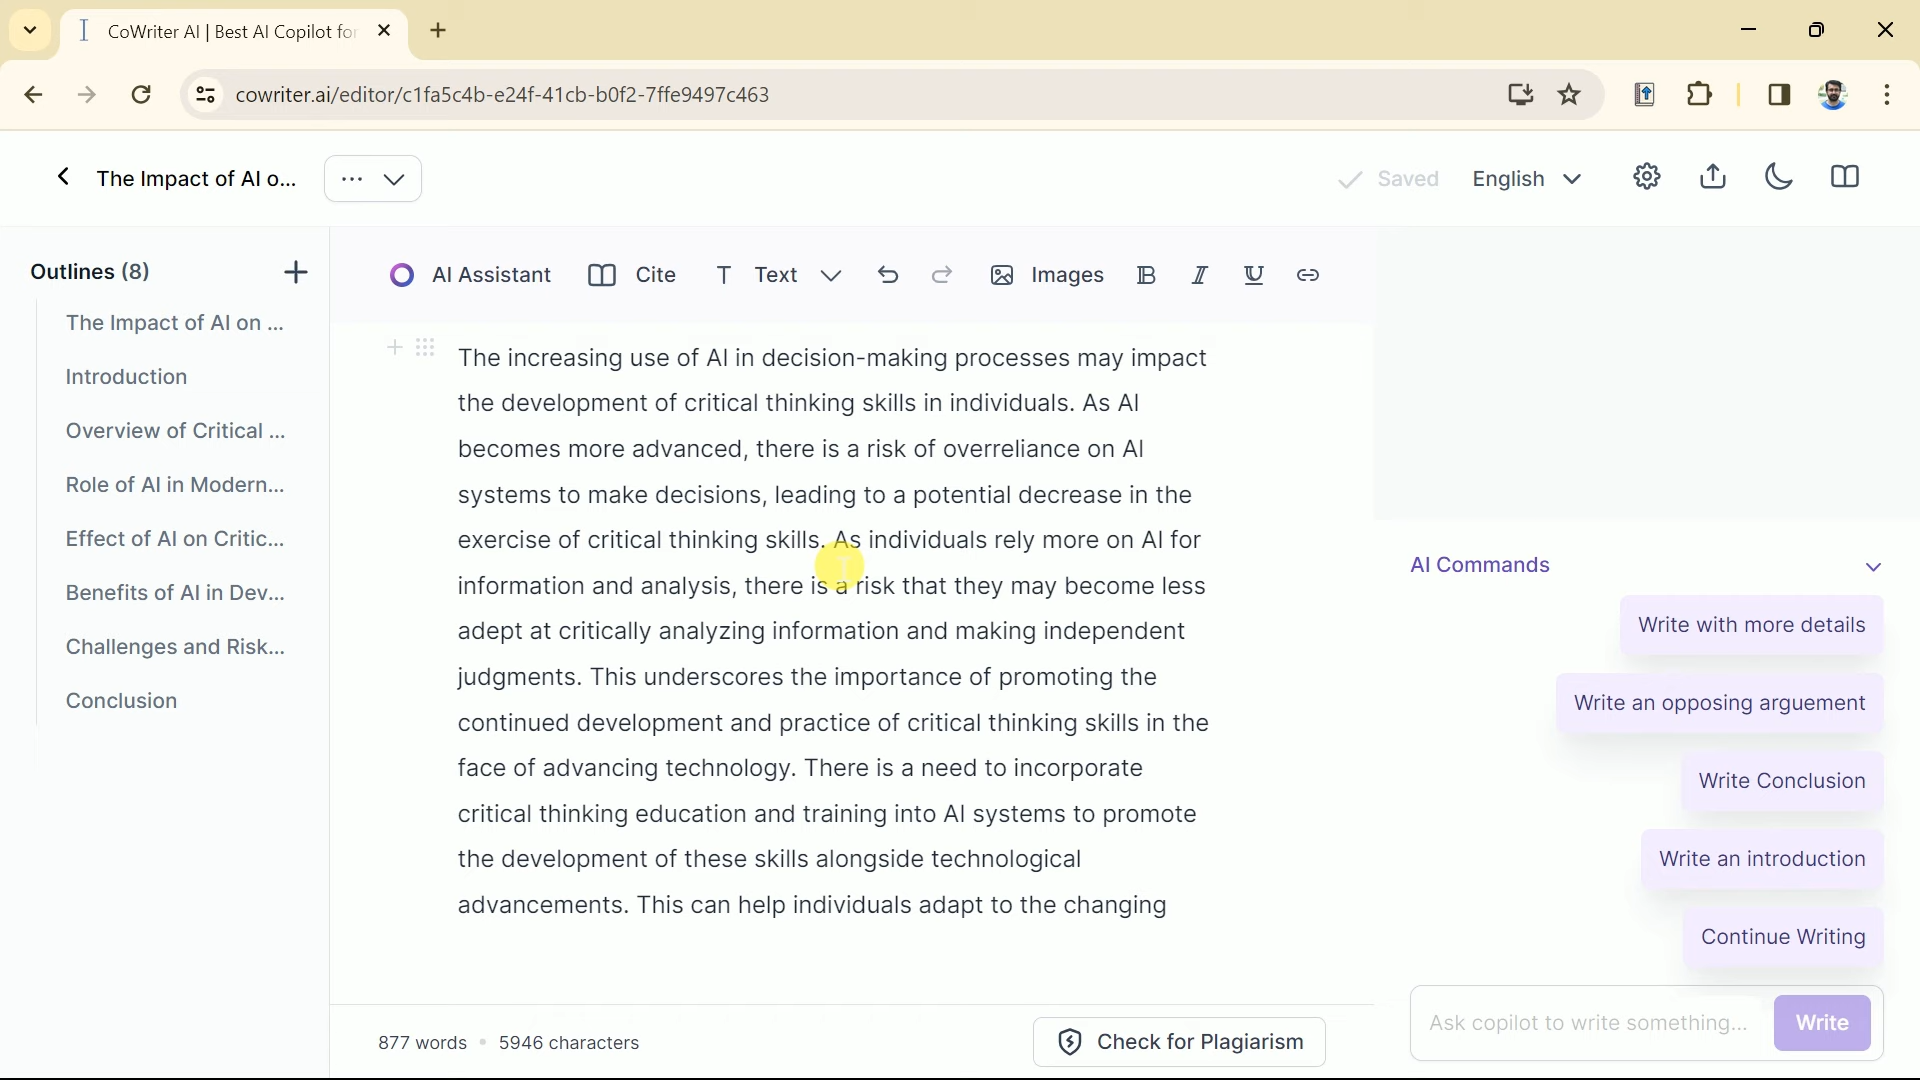 CoWriter AI | Best AI Copilot for
cowriter.ai/editor/c1fa5c4b-e24f-41cb-b0f2-7ffe9497c463
The Impact of AI o...
Saved
English
Outlines (8)
The Impact of AI on ...
Introduction
Overview of Critical ...
Role of AI in Modern...
Effect of AI on Critic...
Benefits of AI in Dev...
Challenges and Risk...
Conclusion
AI Assistant
Cite
T Text
Images
B I U
The increasing use of AI in decision-making processes may impact
the development of critical thinking skills in individuals. As AI
becomes more advanced, there is a risk of overreliance on AI
systems to make decisions, leading to a potential decrease in the
exercise of critical thinking skills. As individuals rely more on AI for
information and analysis, there is a risk that they may become less
adept at critically analyzing information and making independent
judgments. This underscores the importance of promoting the
continued development and practice of critical thinking skills in the
face of advancing technology. There is a need to incorporate
critical thinking education and training into AI systems to promote
the development of these skills alongside technological
advancements. This can help individuals adapt to the changing
877 words • 5946 characters
Check for Plagiarism
AI Commands
Write with more details
Write an opposing arguement
Write Conclusion
Write an introduction
Continue Writing
Ask copilot to write something...
Write